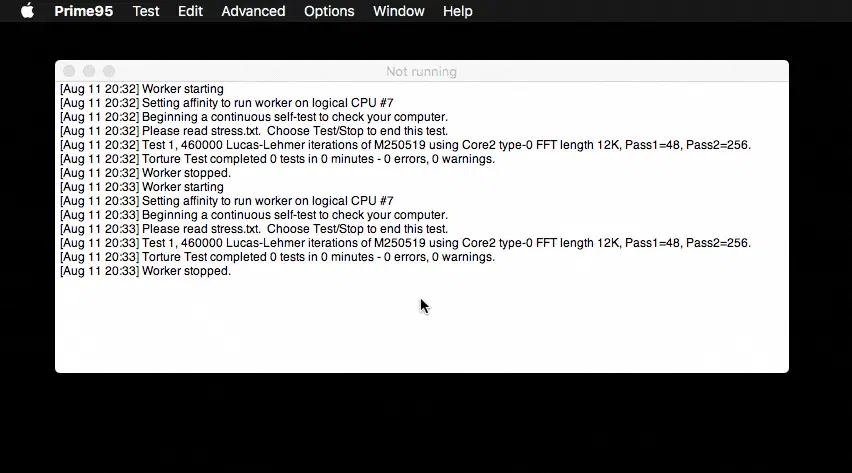 Prime95 Test Edit Advanced Options Window Help
Not running
[Aug 11 20:32] Worker starting
[Aug 11 20:32] Setting affinity to run worker on logical CPU #7
[Aug 11 20:32] Beginning a continuous self-test to check your computer.
[Aug 11 20:32] Please read stress.txt.  Choose Test/Stop to end this test.
[Aug 11 20:32] Test 1, 460000 Lucas-Lehmer iterations of M250519 using Core2 type-0 FFT length 12K, Pass1=48, Pass2=256.
[Aug 11 20:32] Torture Test completed 0 tests in 0 minutes - 0 errors, 0 warnings.
[Aug 11 20:32] Worker stopped.
[Aug 11 20:33] Worker starting
[Aug 11 20:33] Setting affinity to run worker on logical CPU #7
[Aug 11 20:33] Beginning a continuous self-test to check your computer.
[Aug 11 20:33] Please read stress.txt.  Choose Test/Stop to end this test.
[Aug 11 20:33] Test 1, 460000 Lucas-Lehmer iterations of M250519 using Core2 type-0 FFT length 12K, Pass1=48, Pass2=256.
[Aug 11 20:33] Torture Test completed 0 tests in 0 minutes - 0 errors, 0 warnings.
[Aug 11 20:33] Worker stopped.